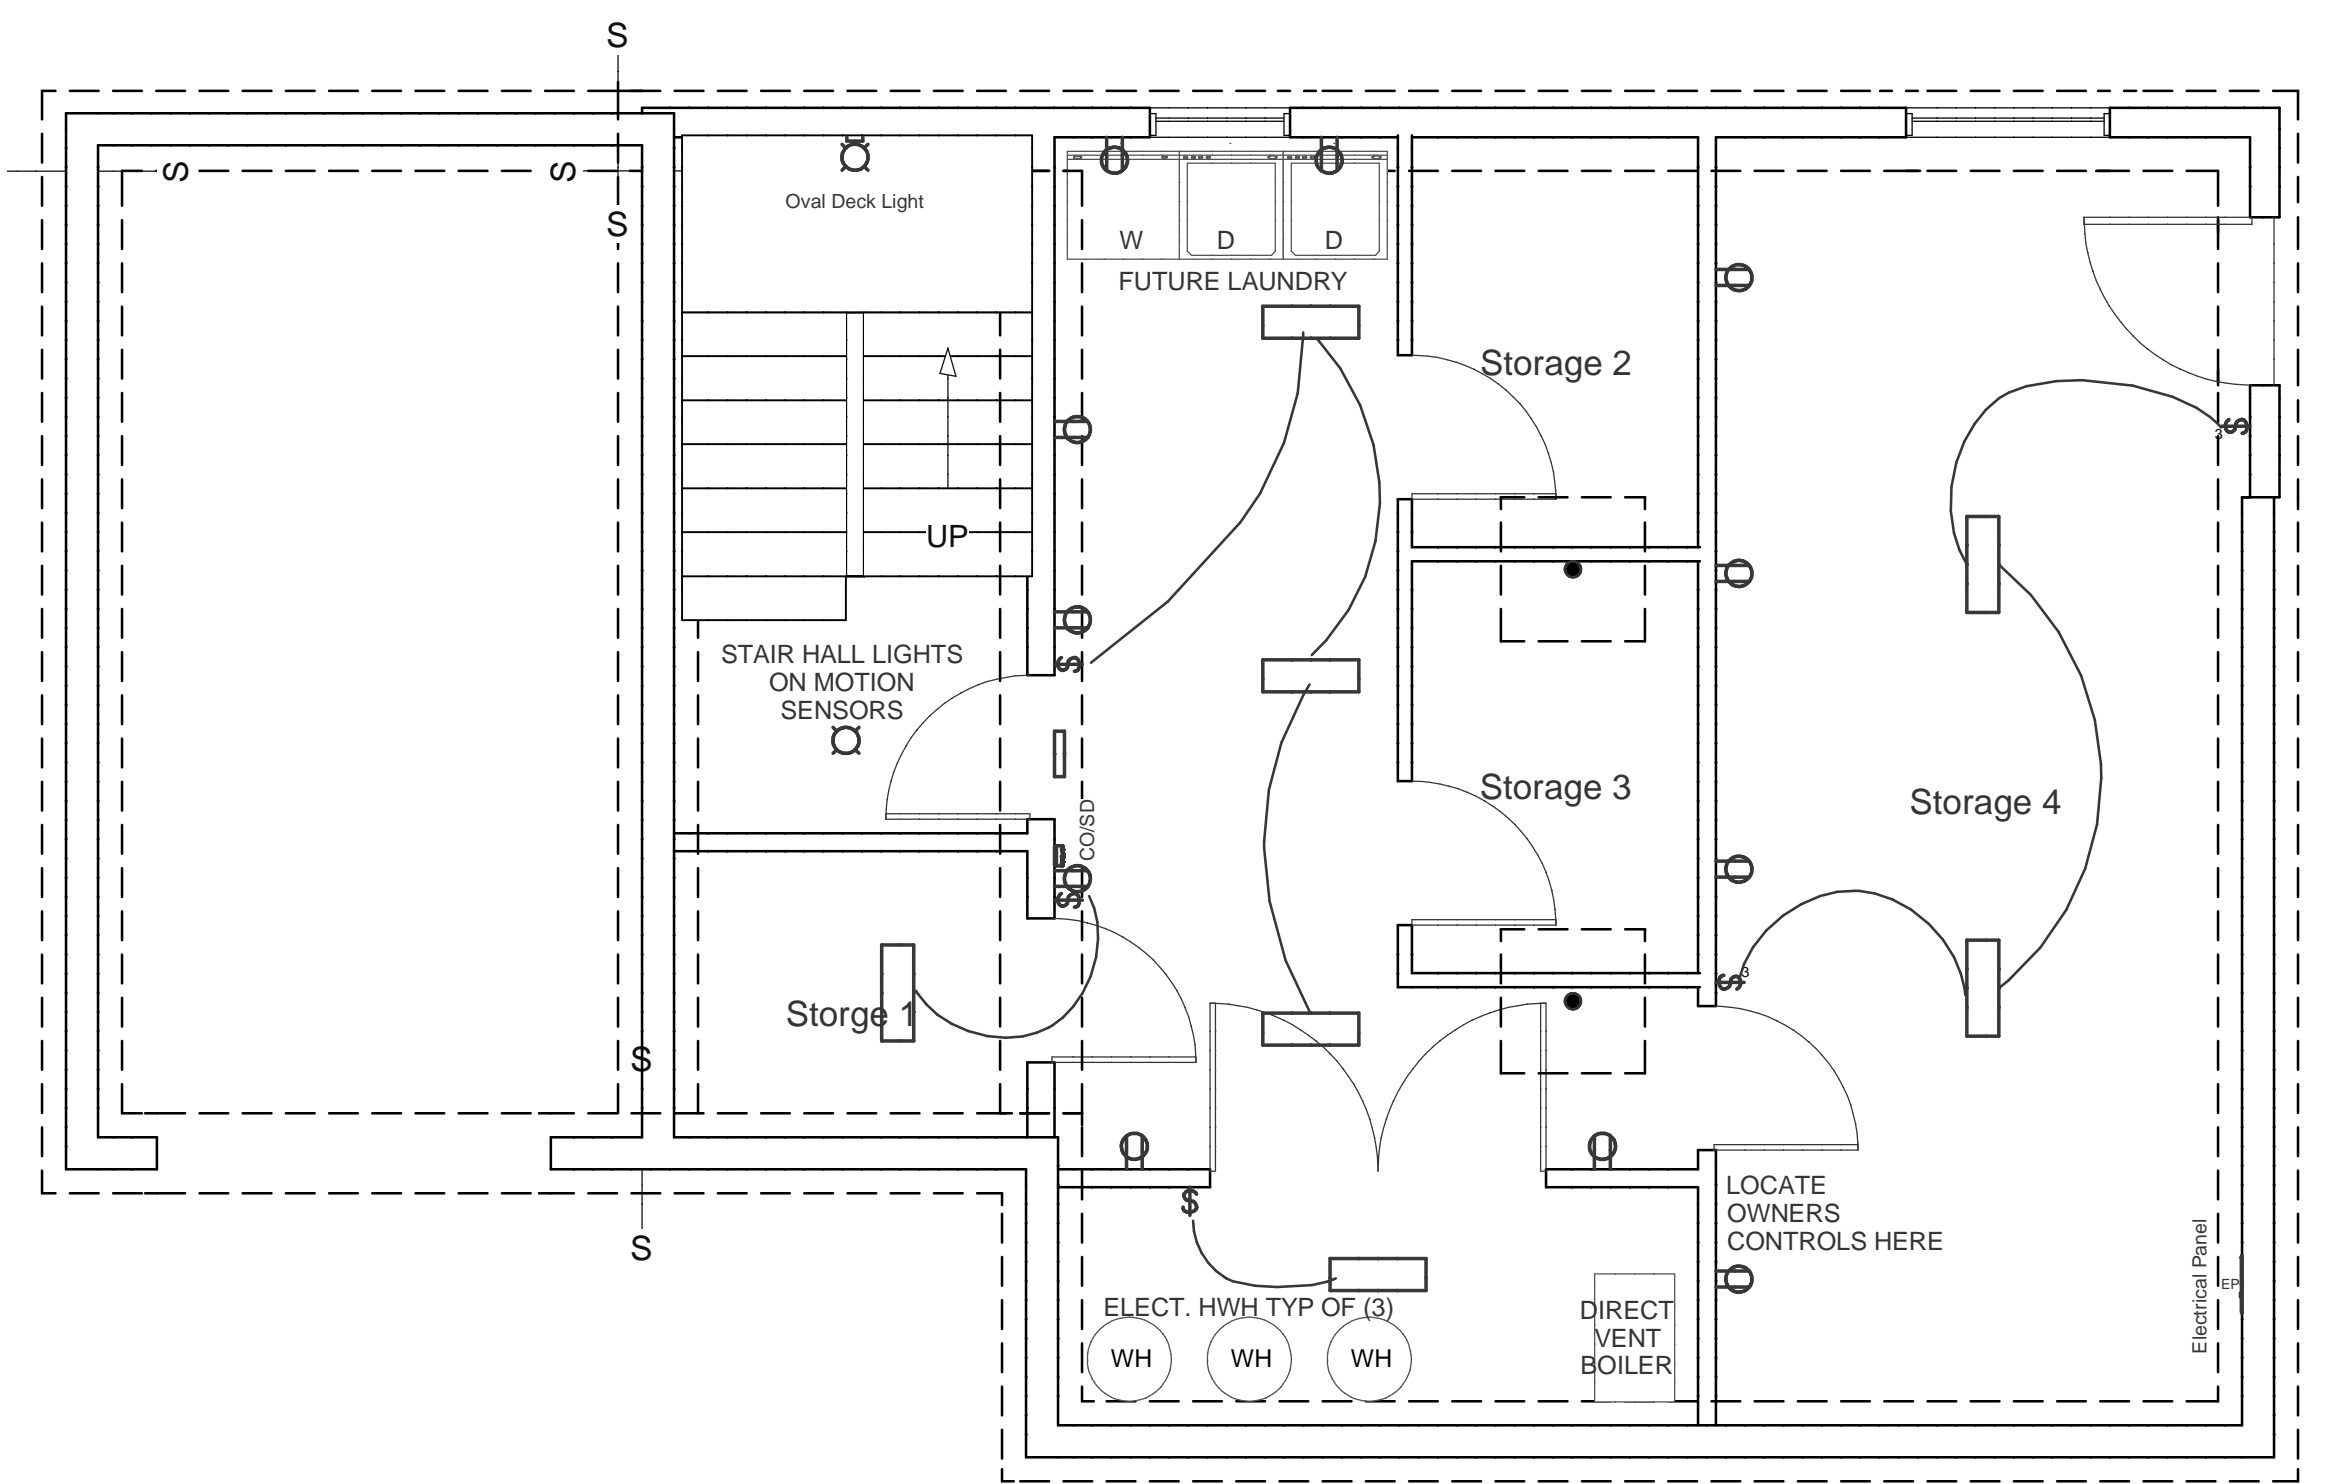 S
S
S
S
Oval Deck Light
W
D
D
FUTURE LAUNDRY
Storage 2
3
$
UP
STAIR HALL LIGHTS
ON MOTION
SENSORS
$
CO/SD
Storage 3
Storage 4
$
$
3
Storge 1
S
S
LOCATE
OWNERS
CONTROLS HERE
$
Electrical Panel
EP
ELECT. HWH TYP OF (3)
WH
WH
WH
DIRECT
VENT
BOILER